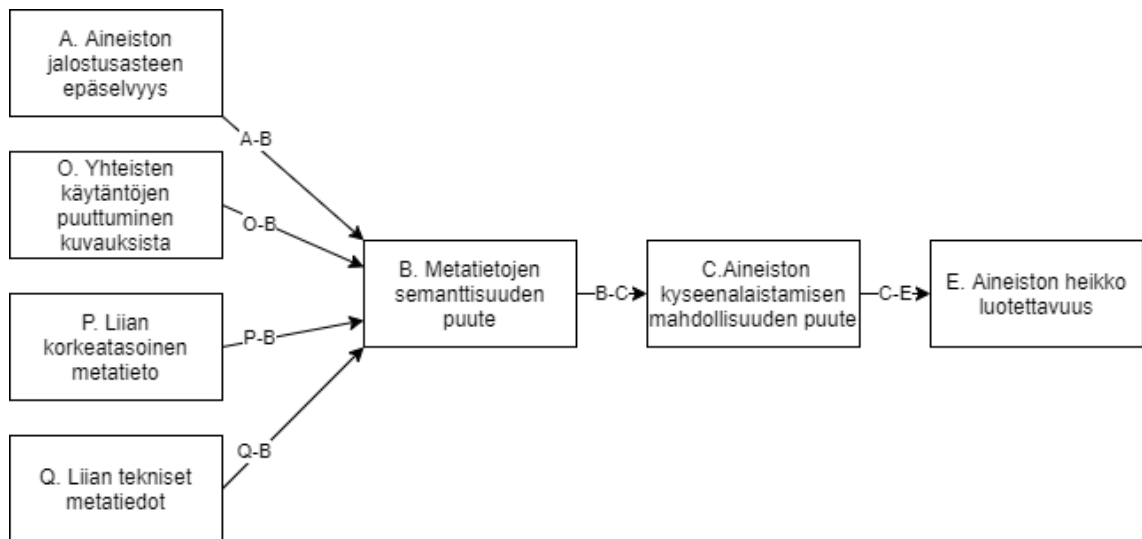 A. Aineiston
jalostusasteen
epäselvyys
A-B
O. Yhteisten
käytäntöjen
puuttuminen
kuvauksista
O-B
P. Liian
korkeatasoinen
metatieto
P-B
Q. Liian tekniset
metatiedot
Q-B
B. Metatietojen
semanttisuuden
puute
B-C
C.Aineiston
kyseenalaistamisen
mahdollisuuden puute
C-E
E. Aineiston heikko
luotettavuus